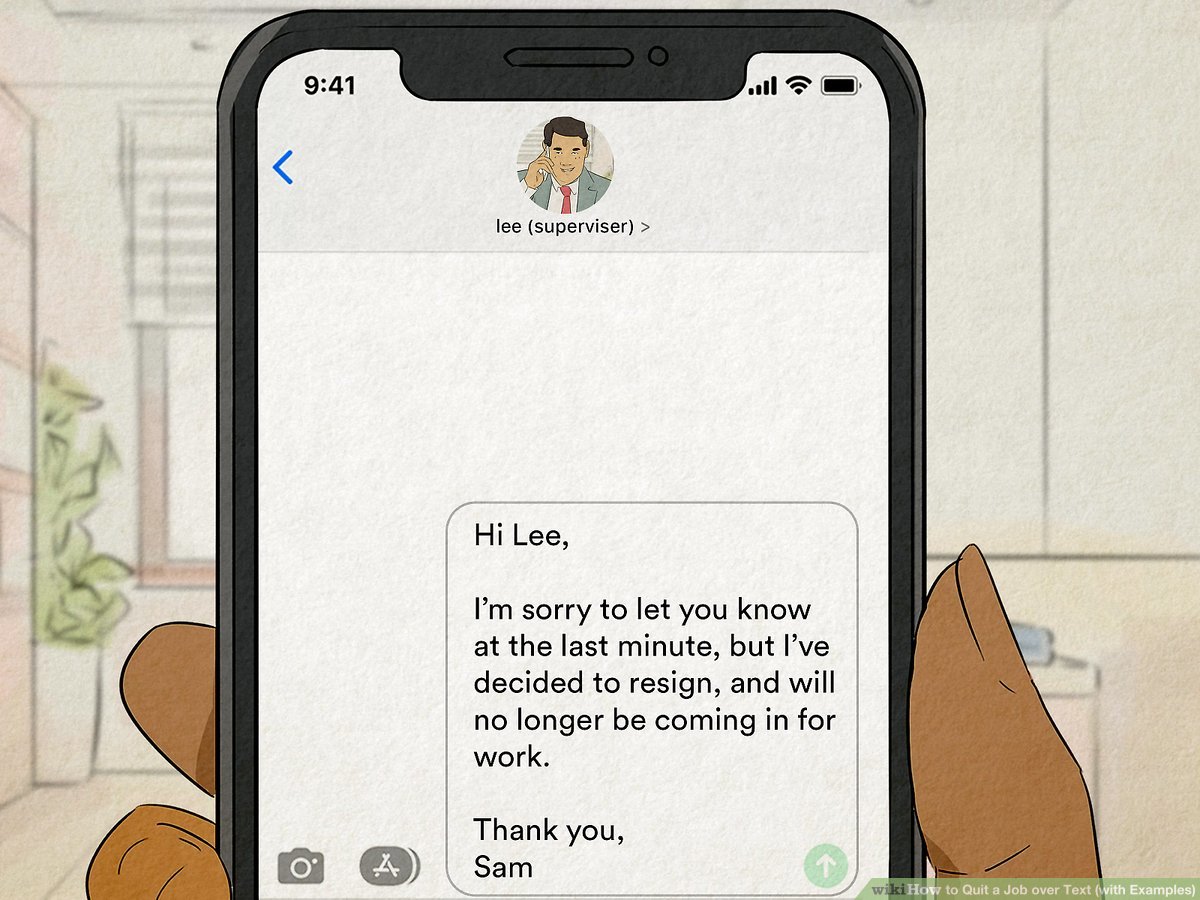 9:41
lee (superviser) >
Hi Lee,
I'm sorry to let you know
at the last minute, but I've
decided to resign, and will
no longer be coming in for
work.
Thank you,
Sam
wikiHow to Quit a Job over Text (with Examples)